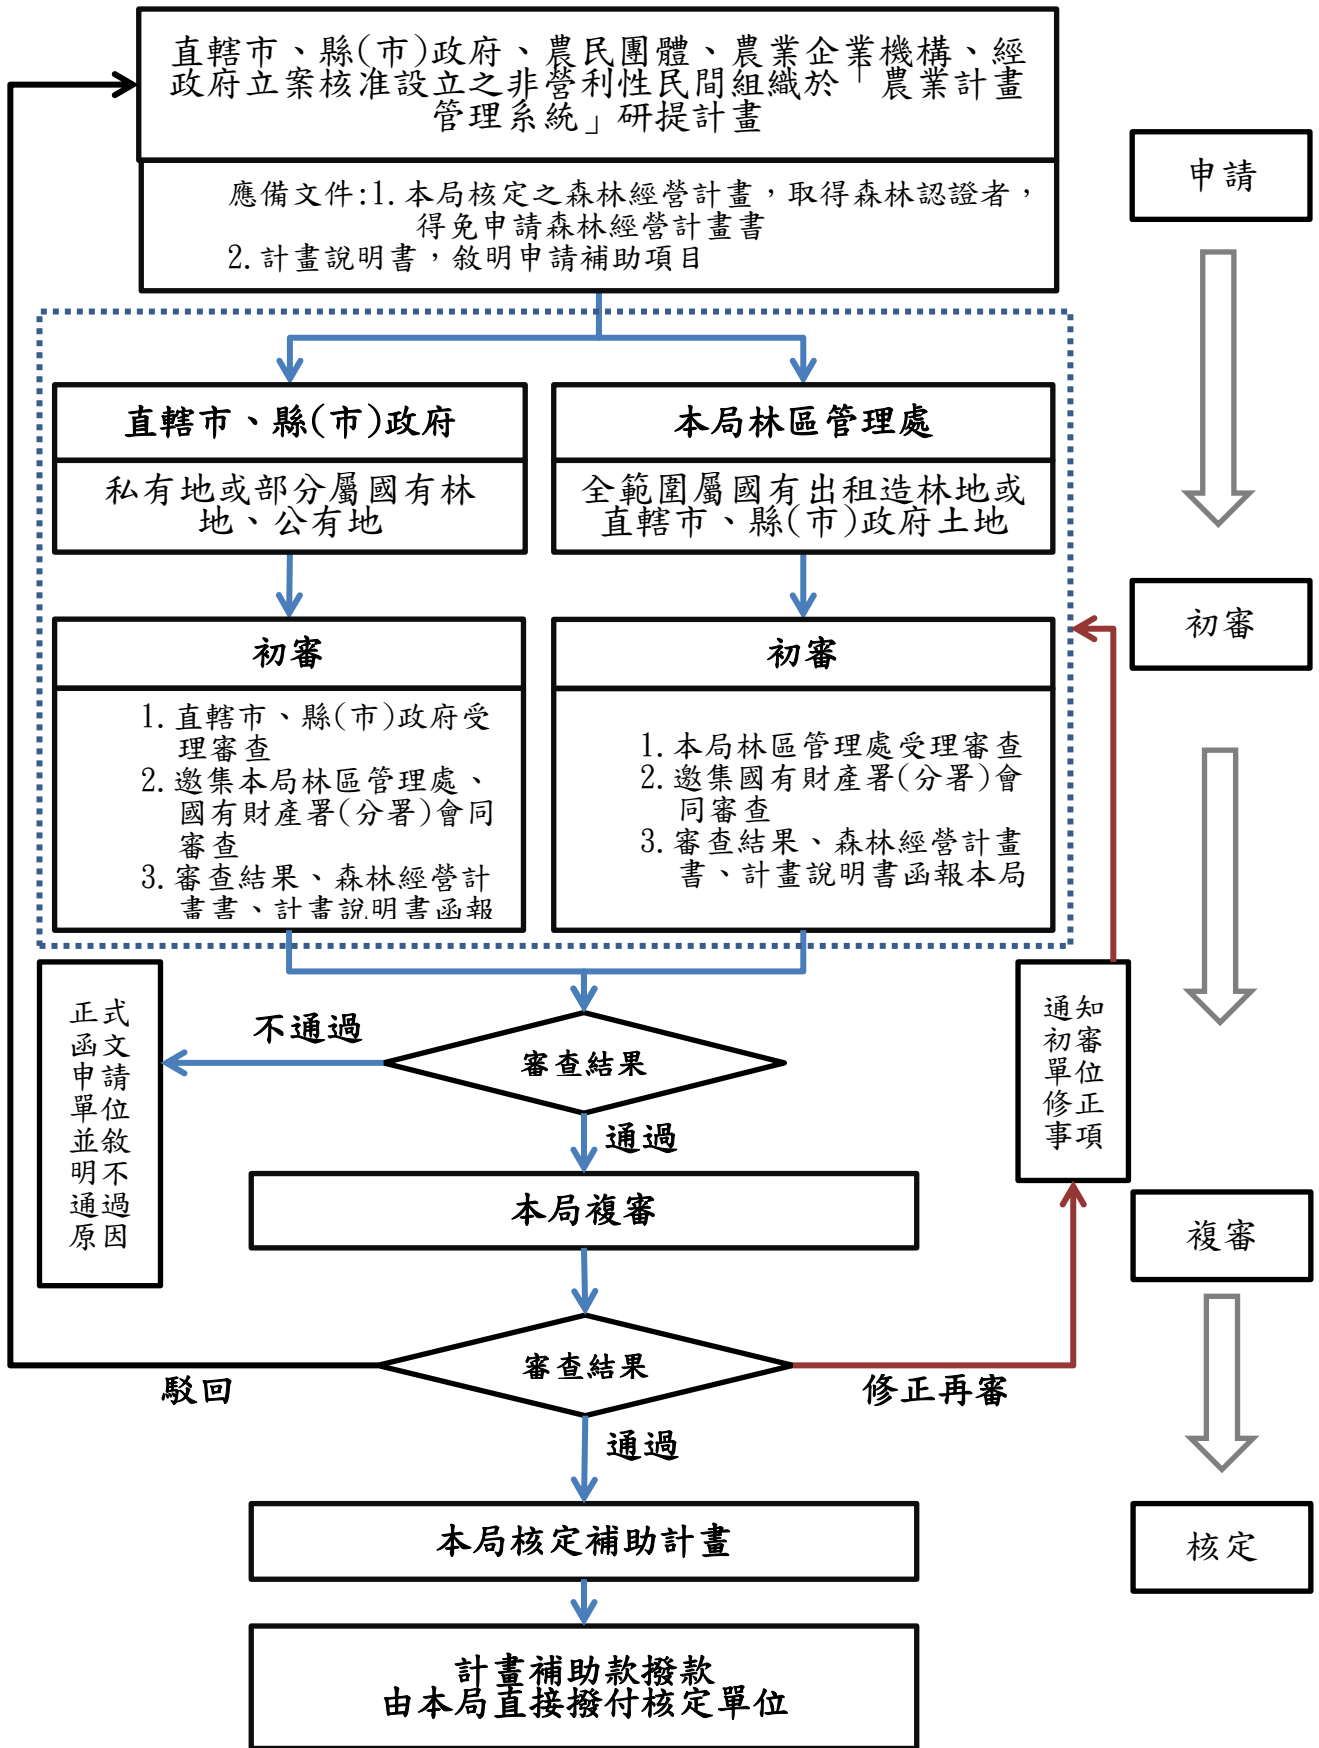 直轄市、縣(市)政府、農民團體、農業企業機構、經
政府立案核准設立之非營利性民間組織於「農業計畫
管理系統」研提計畫
應備文件:1.本局核定之森林經營計畫，取得森林認證者，
得免申請森林經營計畫書
2.計畫說明書，敘明申請補助項目
申請
直轄市、縣(市)政府
私有地或部分屬國有林
地、公有地
本局林區管理處
全範圍屬國有出租造林地或
直轄市、縣(市)政府土地
初審
初審
1.直轄市、縣(市)政府受
理審查
2.邀集本局林區管理處、
國有財產署(分署)會同
審查
3.審查結果、森林經營計
畫書、計畫說明書函報
初審
1.本局林區管理處受理審查
2.邀集國有財產署(分署)會
同審查
3.審查結果、森林經營計畫
書、計畫說明書函報本局
正式
函文
申請
單位
並敘
明不
通過
原因
不通過
審查結果
通過
通知
初審
單位
修正
事項
本局複審
複審
審查結果
駁回
修正再審
通過
本局核定補助計畫
核定
計畫補助款撥款
由本局直接撥付核定單位